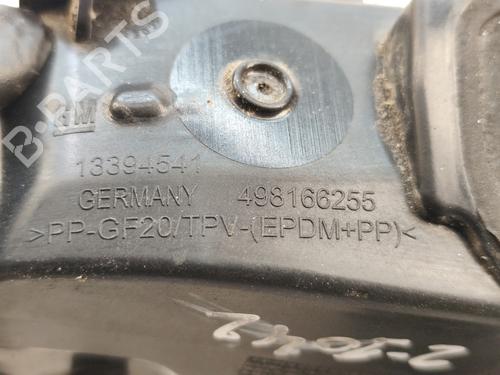 B-PARTS
GM
13394541
GERMANY 498166255
>PP-GF20/TPV-(EPDM+PP)<